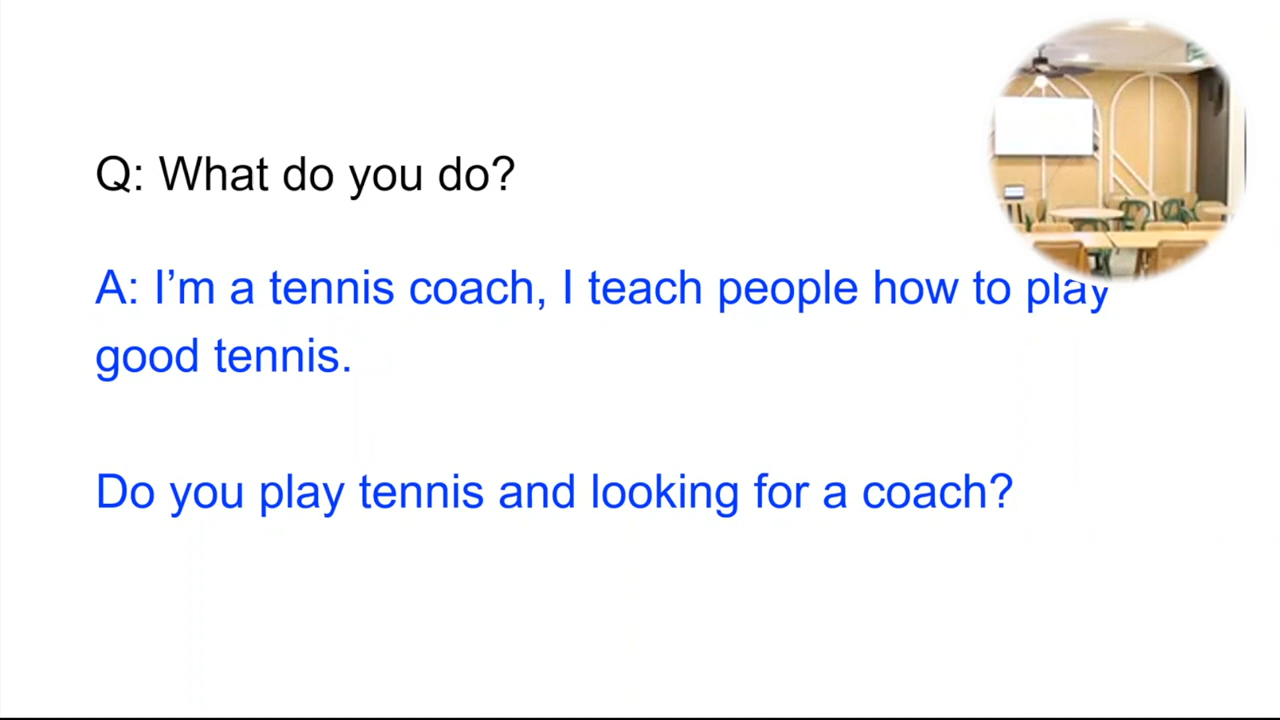 Q: What do you do?
A: I’m a tennis coach, I teach people how to play
good tennis.
Do you play tennis and looking for a coach?